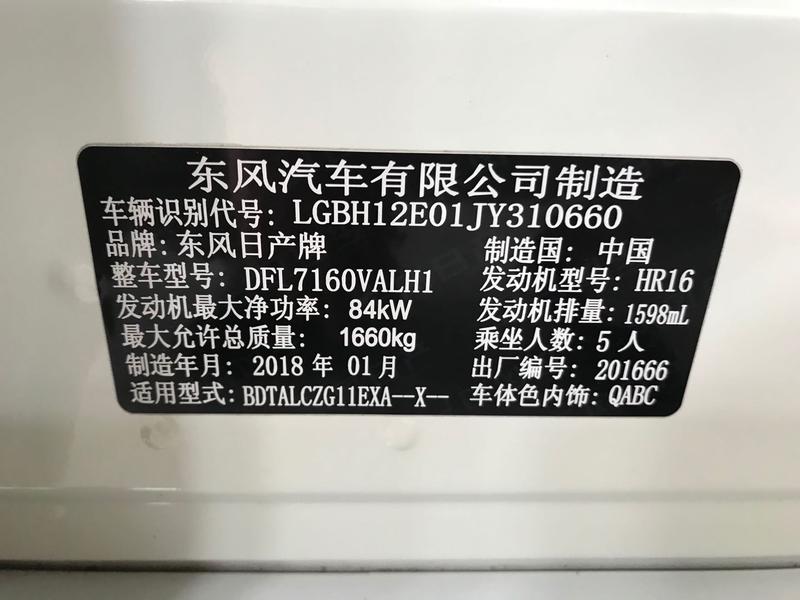 东风汽车有限公司制造
车辆识别代号: LGBH12E01JY310660
品牌: 东风日产牌 制造国: 中国
整车型号: DFL7160VALH1 发动机型号: HR16
发动机最大净功率: 84kW 发动机排量: 1598mL
最大允许总质量: 1660kg 乘坐人数: 5 人
制造年月: 2018 年 01 月 出厂编号: 201666
适用型式: BDTALCZG11EXA--X-- 车体色内饰: QABC